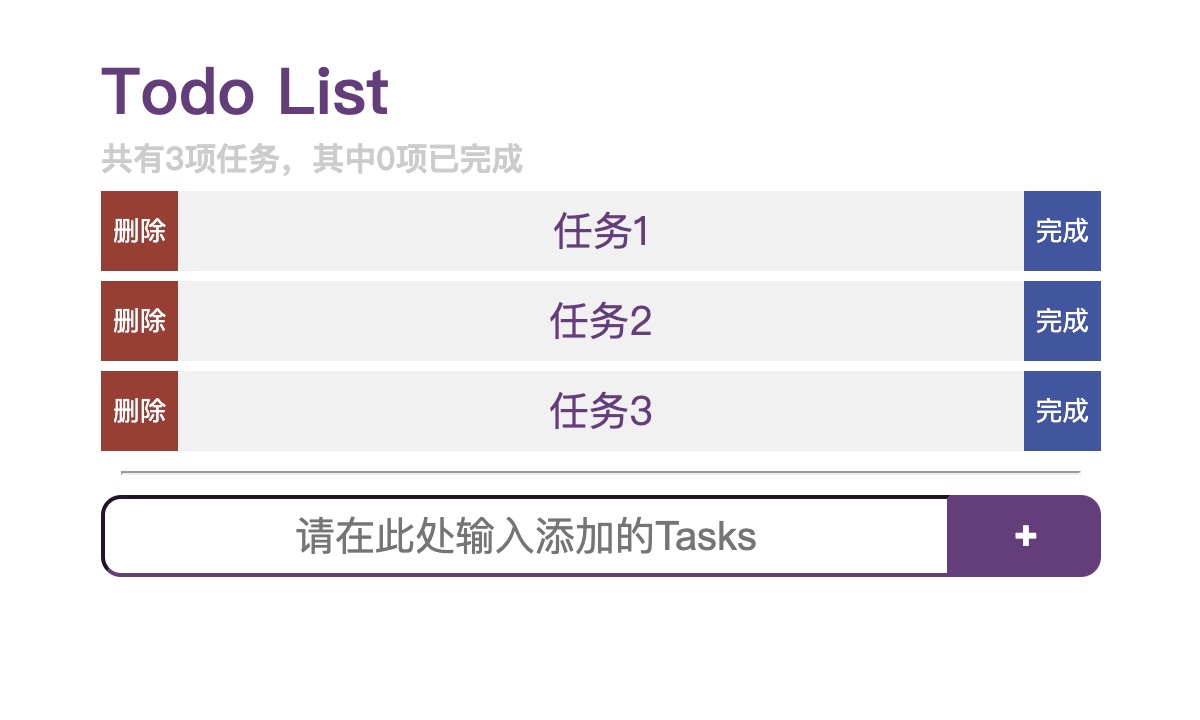 Todo List
共有3项任务，其中0项已完成
删除 任务1 完成
删除 任务2 完成
删除 任务3 完成
请在此处输入添加的Tasks +